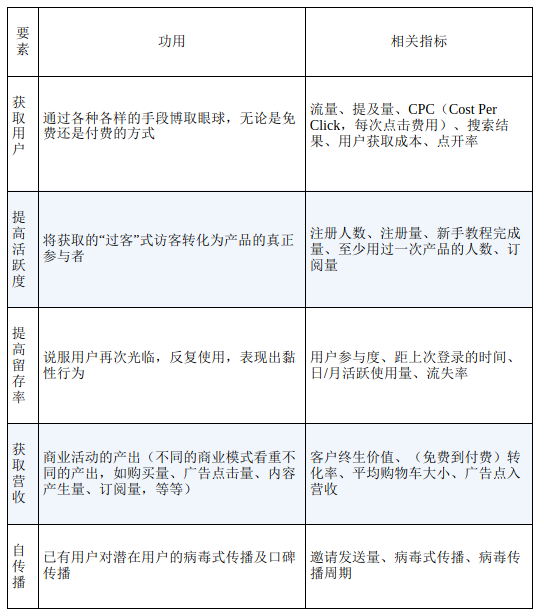 要
素
功用
相关指标
获
取
用
户
通过各种各样的手段博取眼球，无论是免
费还是付费的方式
流量、提及量、CPC（Cost Per
Click，每次点击费用）、搜索结
果、用户获取成本、点开率
提
高
活
跃
度
将获取的“过客”式访客转化为产品的真正
参与者
注册人数、注册量、新手教程完成
量、至少用过一次产品的人数、订
阅量
提
高
留
存
率
说服用户再次光临，反复使用，表现出黏
性行为
用户参与度、距上次登录的时间、
日/月活跃使用量、流失率
获
取
营
收
商业活动的产出（不同的商业模式看重不
同的产出，如购买量、广告点击量、内容
产生量、订阅量，等等）
客户终生价值、（免费到付费）转
化率、平均购物车大小、广告点入
营收
自
传
播
已有用户对潜在用户的病毒式传播及口碑
传播
邀请发送量、病毒式传播、病毒传
播周期